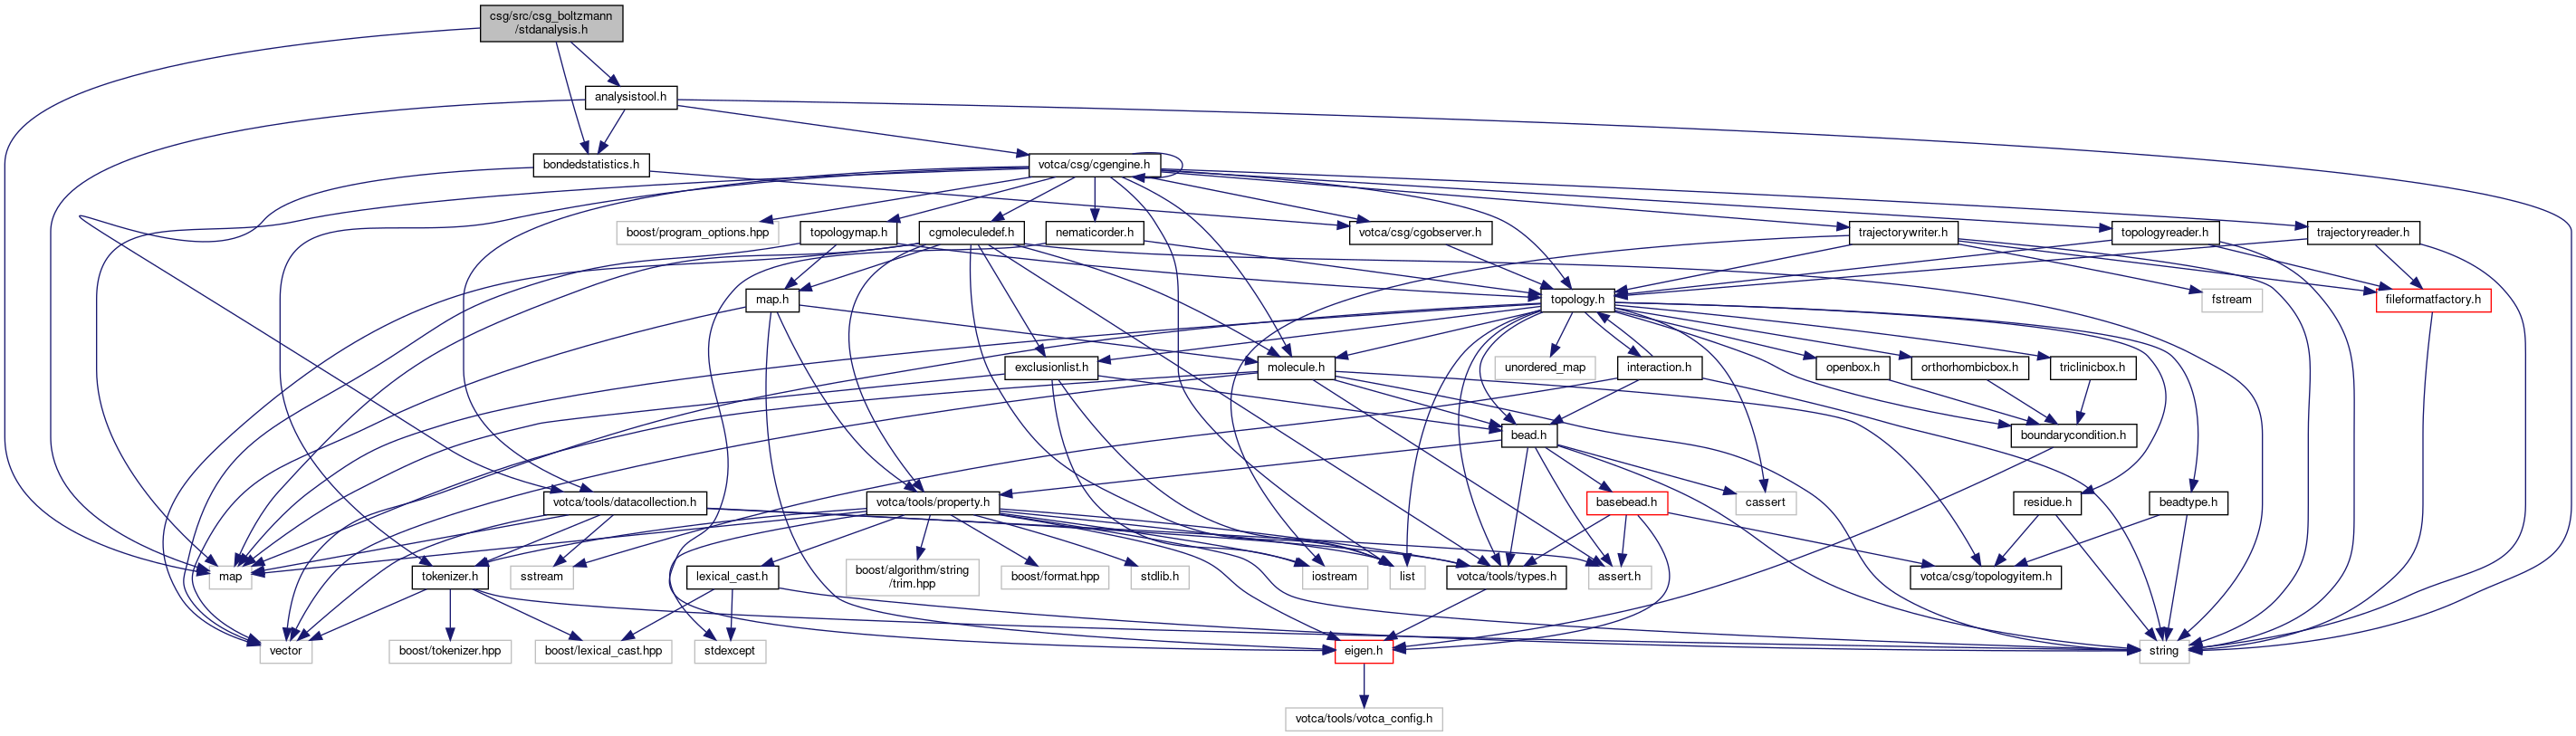 csg/src/csg_boltzmann
/stdanalysis.h
analysistool.h
bondedstatistics.h
votca/csg/cgengine.h
boost/program_options.hpp
topologymap.h
cgmoleculedef.h
nematicorder.h
votca/csg/cgobserver.h
trajectorywriter.h
topologyreader.h
trajectoryreader.h
map.h
topology.h
fstream
fileformatfactory.h
exclusionlist.h
unordered_map
molecule.h
interaction.h
openbox.h
orthorhombicbox.h
triclinicbox.h
bead.h
boundarycondition.h
votca/tools/datacollection.h
votca/tools/property.h
basebead.h
cassert
residue.h
beadtype.h
map
tokenizer.h
sstream
lexical_cast.h
boost/algorithm/string
/trim.hpp
boost/format.hpp
stdlib.h
iostream
list
votca/tools/types.h
assert.h
votca/csg/topologyitem.h
vector
boost/tokenizer.hpp
boost/lexical_cast.hpp
stdexcept
eigen.h
string
votca/tools/votca_config.h